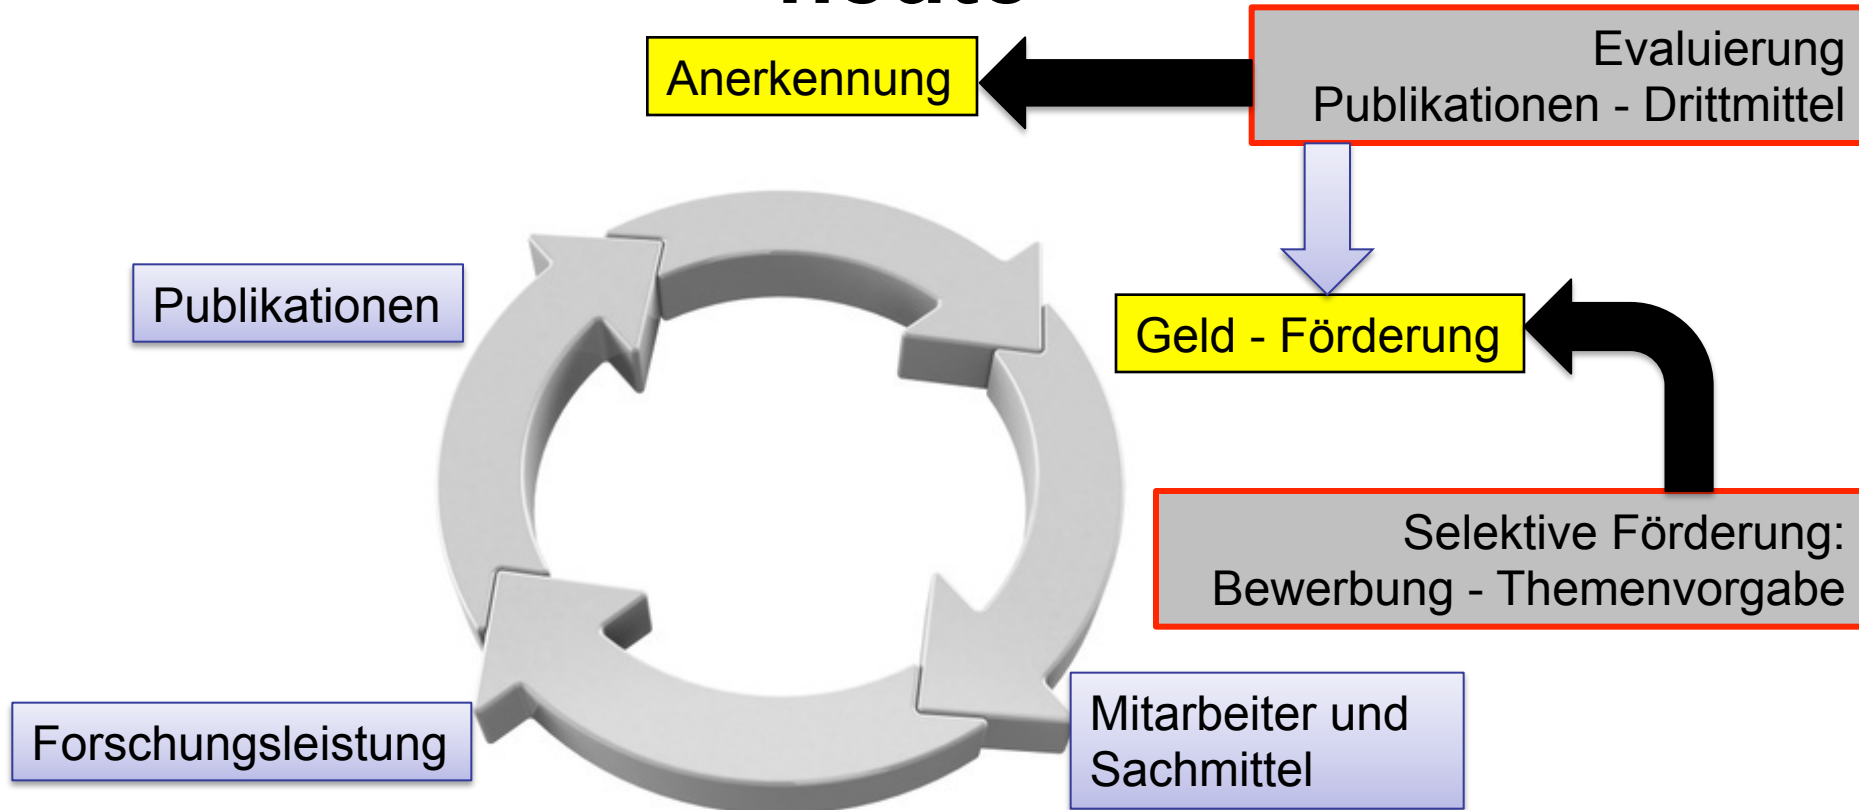 Anerkennung
Evaluierung
Publikationen - Drittmittel
Publikationen
Geld - Förderung
Selektive Förderung:
Bewerbung - Themenvorgabe
Forschungsleistung
Mitarbeiter und
Sachmittel